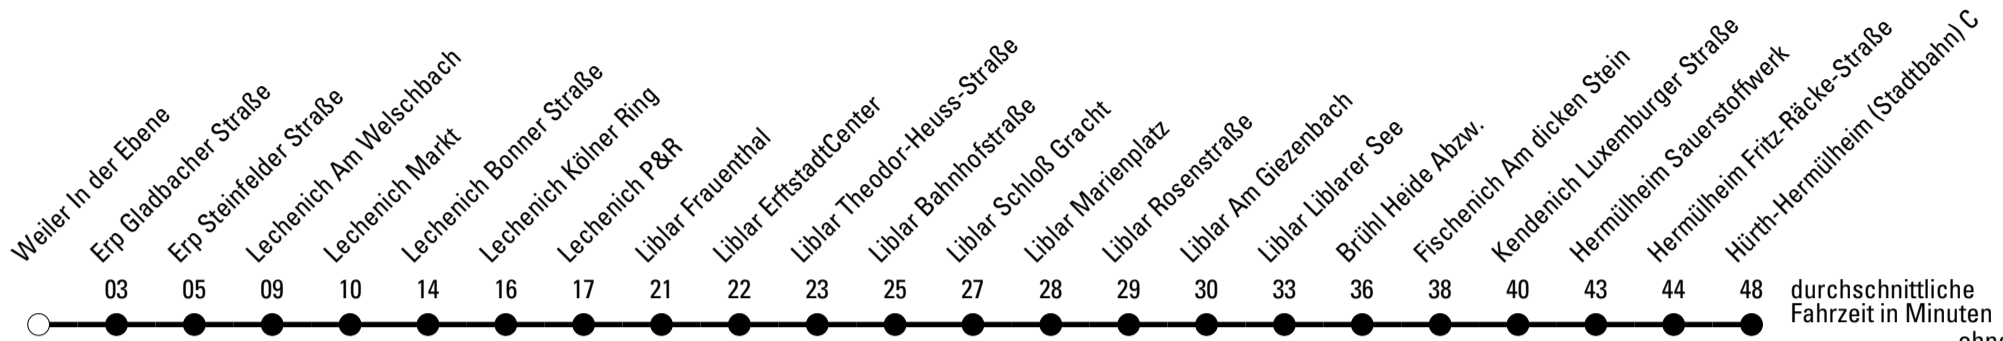 Weiler In der Ebene
Erp Gladbacher Straße
Erp Steinfelder Straße
Lechenich Am Welschbach
Lechenich Markt
Lechenich Bonner Straße
Lechenich Kölner Ring
Lechenich P&R
Liblar Frauenthal
Liblar ErftstadtCenter
Liblar Theodor-Heuss-Straße
Liblar Bahnhofstraße
Liblar Schloß Gracht
Liblar Marienplatz
Liblar Rosenstraße
Liblar Am Giezenbach
Liblar Liblarer See
Brühl Heide Abzw.
Fischenich Am dicken Stein
Kendenich Luxemburger Straße
Hermülheim Sauerstoffwerk
Hermülheim Fritz-Räcke-Straße
Hürth-Hermülheim (Stadtbahn) C
03 05 09 10 14 16 17 21 22 23 25 27 28 29 30 33 36 38 40 43 44 48
durchschnittliche
Fahrzeit in Minuten